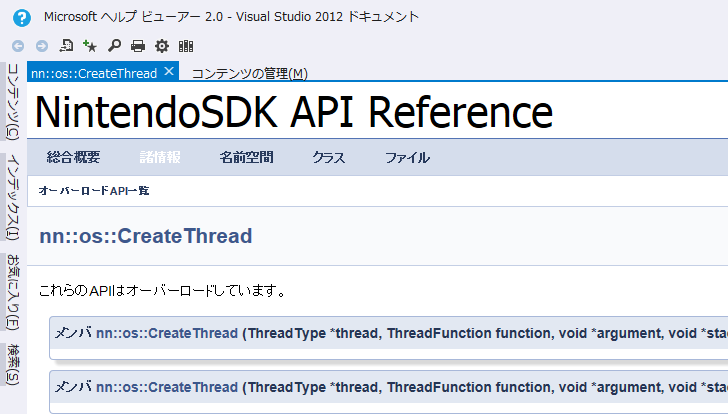 Microsoft ヘルプ ビューアー 2.0 - Visual Studio 2012 ドキュメント
nn::os::CreateThread ✕ コンテンツの管理(M)
コンテンツ(C)
インデックス(I)
お気に入り(F)
検索(S)
NintendoSDK API Reference
総合概要 諸情報 名前空間 クラス ファイル
オーバーロードAPI一覧
nn::os::CreateThread
これらのAPIはオーバーロードしています。
メンバ nn::os::CreateThread (ThreadType *thread, ThreadFunction function, void *argument, void *sta
メンバ nn::os::CreateThread (ThreadType *thread, ThreadFunction function, void *argument, void *sta